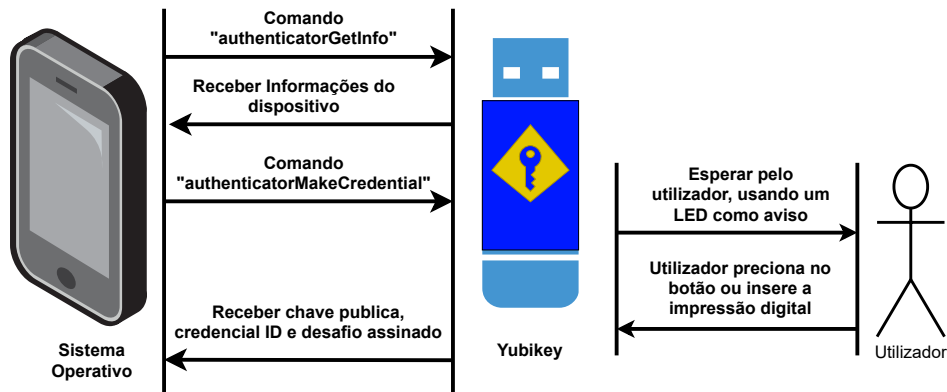 Comando
"authenticatorGetInfo"
Receber Informações do
dispositivo
Comando
"authenticatorMakeCredential"
Esperar pelo
utilizador, usando um
LED como aviso
Utilizador preciona no
botão ou insere a
impressão digital
Receber chave publica,
credencial ID e desafio assinado
Sistema
Operativo
Yubikey
Utilizador